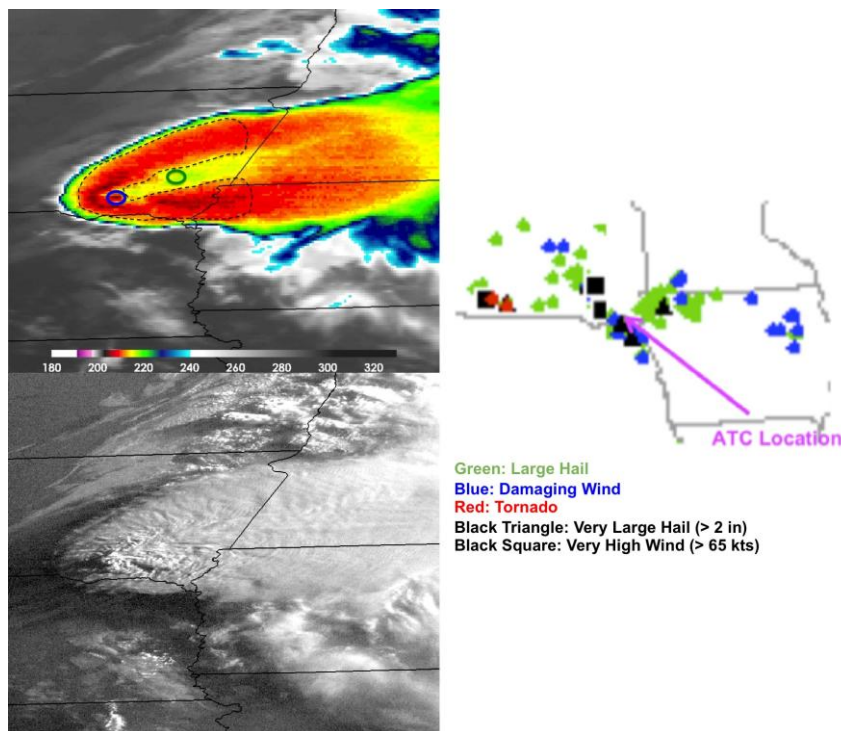 180 200 220 240 260 280 300 320
ATC Location
Green: Large Hail
Blue: Damaging Wind
Red: Tornado
Black Triangle: Very Large Hail (> 2 in)
Black Square: Very High Wind (> 65 kts)